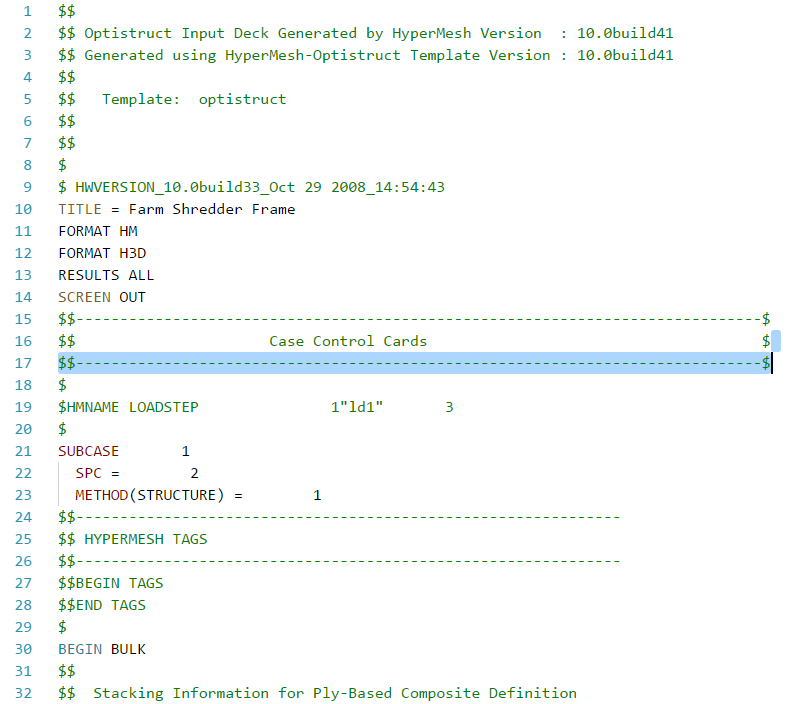 1 $$
2 $$ Optistruct Input Deck Generated by HyperMesh Version  : 10.0build41
3 $$ Generated using HyperMesh-Optistruct Template Version : 10.0build41
4 $$
5 $$   Template:  optistruct
6 $$
7 $$
8 $
9 $ HWVERSION_10.0build33_Oct 29 2008_14:54:43
10 TITLE = Farm Shredder Frame
11 FORMAT HM
12 FORMAT H3D
13 RESULTS ALL
14 SCREEN OUT
15 $$------------------------------------------------------------------------------$
16 $$                      Case Control Cards                                      $
17 $$------------------------------------------------------------------------------$
18 $
19 $HMNAME LOADSTEP               1"ld1"       3
20 $
21 SUBCASE       1
22   SPC =        2
23   METHOD(STRUCTURE) =        1
24 $$--------------------------------------------------------------
25 $$ HYPERMESH TAGS
26 $$--------------------------------------------------------------
27 $$BEGIN TAGS
28 $$END TAGS
29 $
30 BEGIN BULK
31 $$
32 $$  Stacking Information for Ply-Based Composite Definition